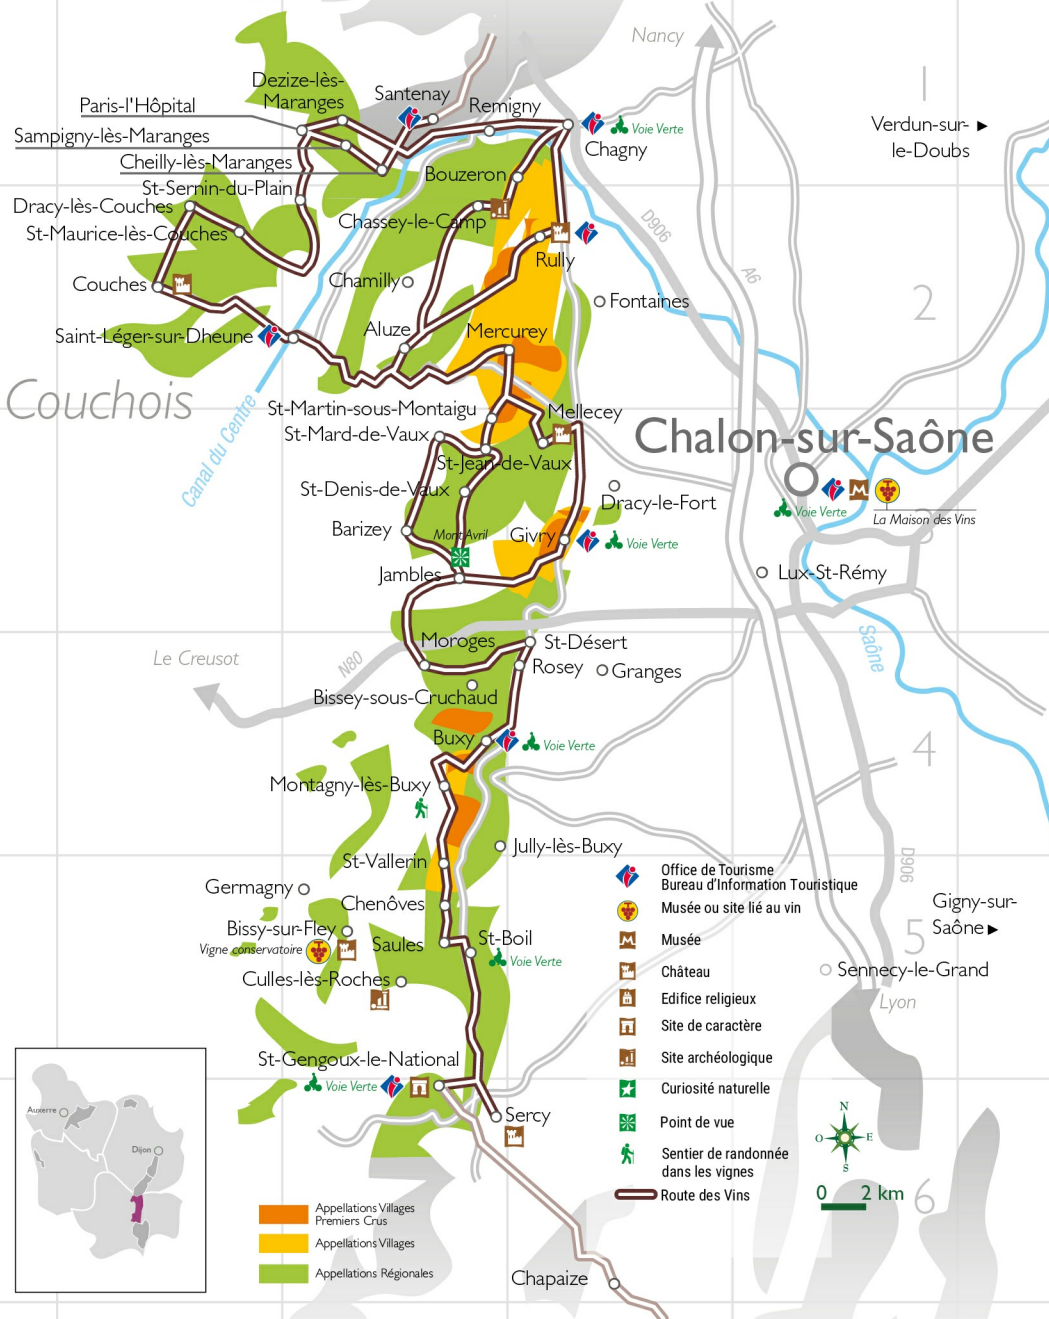 Nancy
1
Dezize-lès-
Maranges
Santenay
Paris-l'Hôpital
Remigny
Sampigny-lès-Maranges
Voie Verte
Chagny
Verdun-sur-
le-Doubs
Cheilly-lès-Maranges
Bouzeron
St-Sernin-du-Plain
Dracy-lès-Couches
Chassey-le-Camp
St-Maurice-lès-Couches
D906
Rully
A6
Couches
Chamilly
Fontaines
2
Saint-Léger-sur-Dheune
Aluze
Mercurey
Couchois
Canal du Centre
St-Martin-sous-Montaigu
Mellecey
St-Mard-de-Vaux
Chalon-sur-Saône
St-Jean-de-Vaux
St-Denis-de-Vaux
Dracy-le-Fort
Voie Verte
La Maison des Vins
3
Barizey
Mont Avril
Givry
Voie Verte
Jambles
Lux-St-Rémy
Saône
Moroges
St-Désert
Le Creusot
N80
Rosey
Granges
Bissey-sous-Cruchaud
Buxy
Voie Verte
4
Montagny-lès-Buxy
Jully-lès-Buxy
St-Vallerin
D906
Office de Tourisme
Bureau d'Information Touristique
Germagny
Chenôves
Musée ou site lié au vin
Gigny-sur-
Saône
5
Bissy-sur-Fley
Vigne conservatoire
Saules
St-Boil
Voie Verte
Musée
Château
Sennecy-le-Grand
Culles-lès-Roches
Edifice religieux
Lyon
Site de caractère
St-Gengoux-le-National
Site archéologique
Voie Verte
Curiosité naturelle
Sercy
Point de vue
Auxerre
Dijon
Sentier de randonnée
dans les vignes
N
O
E
S
Route des Vins
0 2 km
6
Appellations Villages
Premiers Crus
Appellations Villages
Appellations Régionales
Chapaize